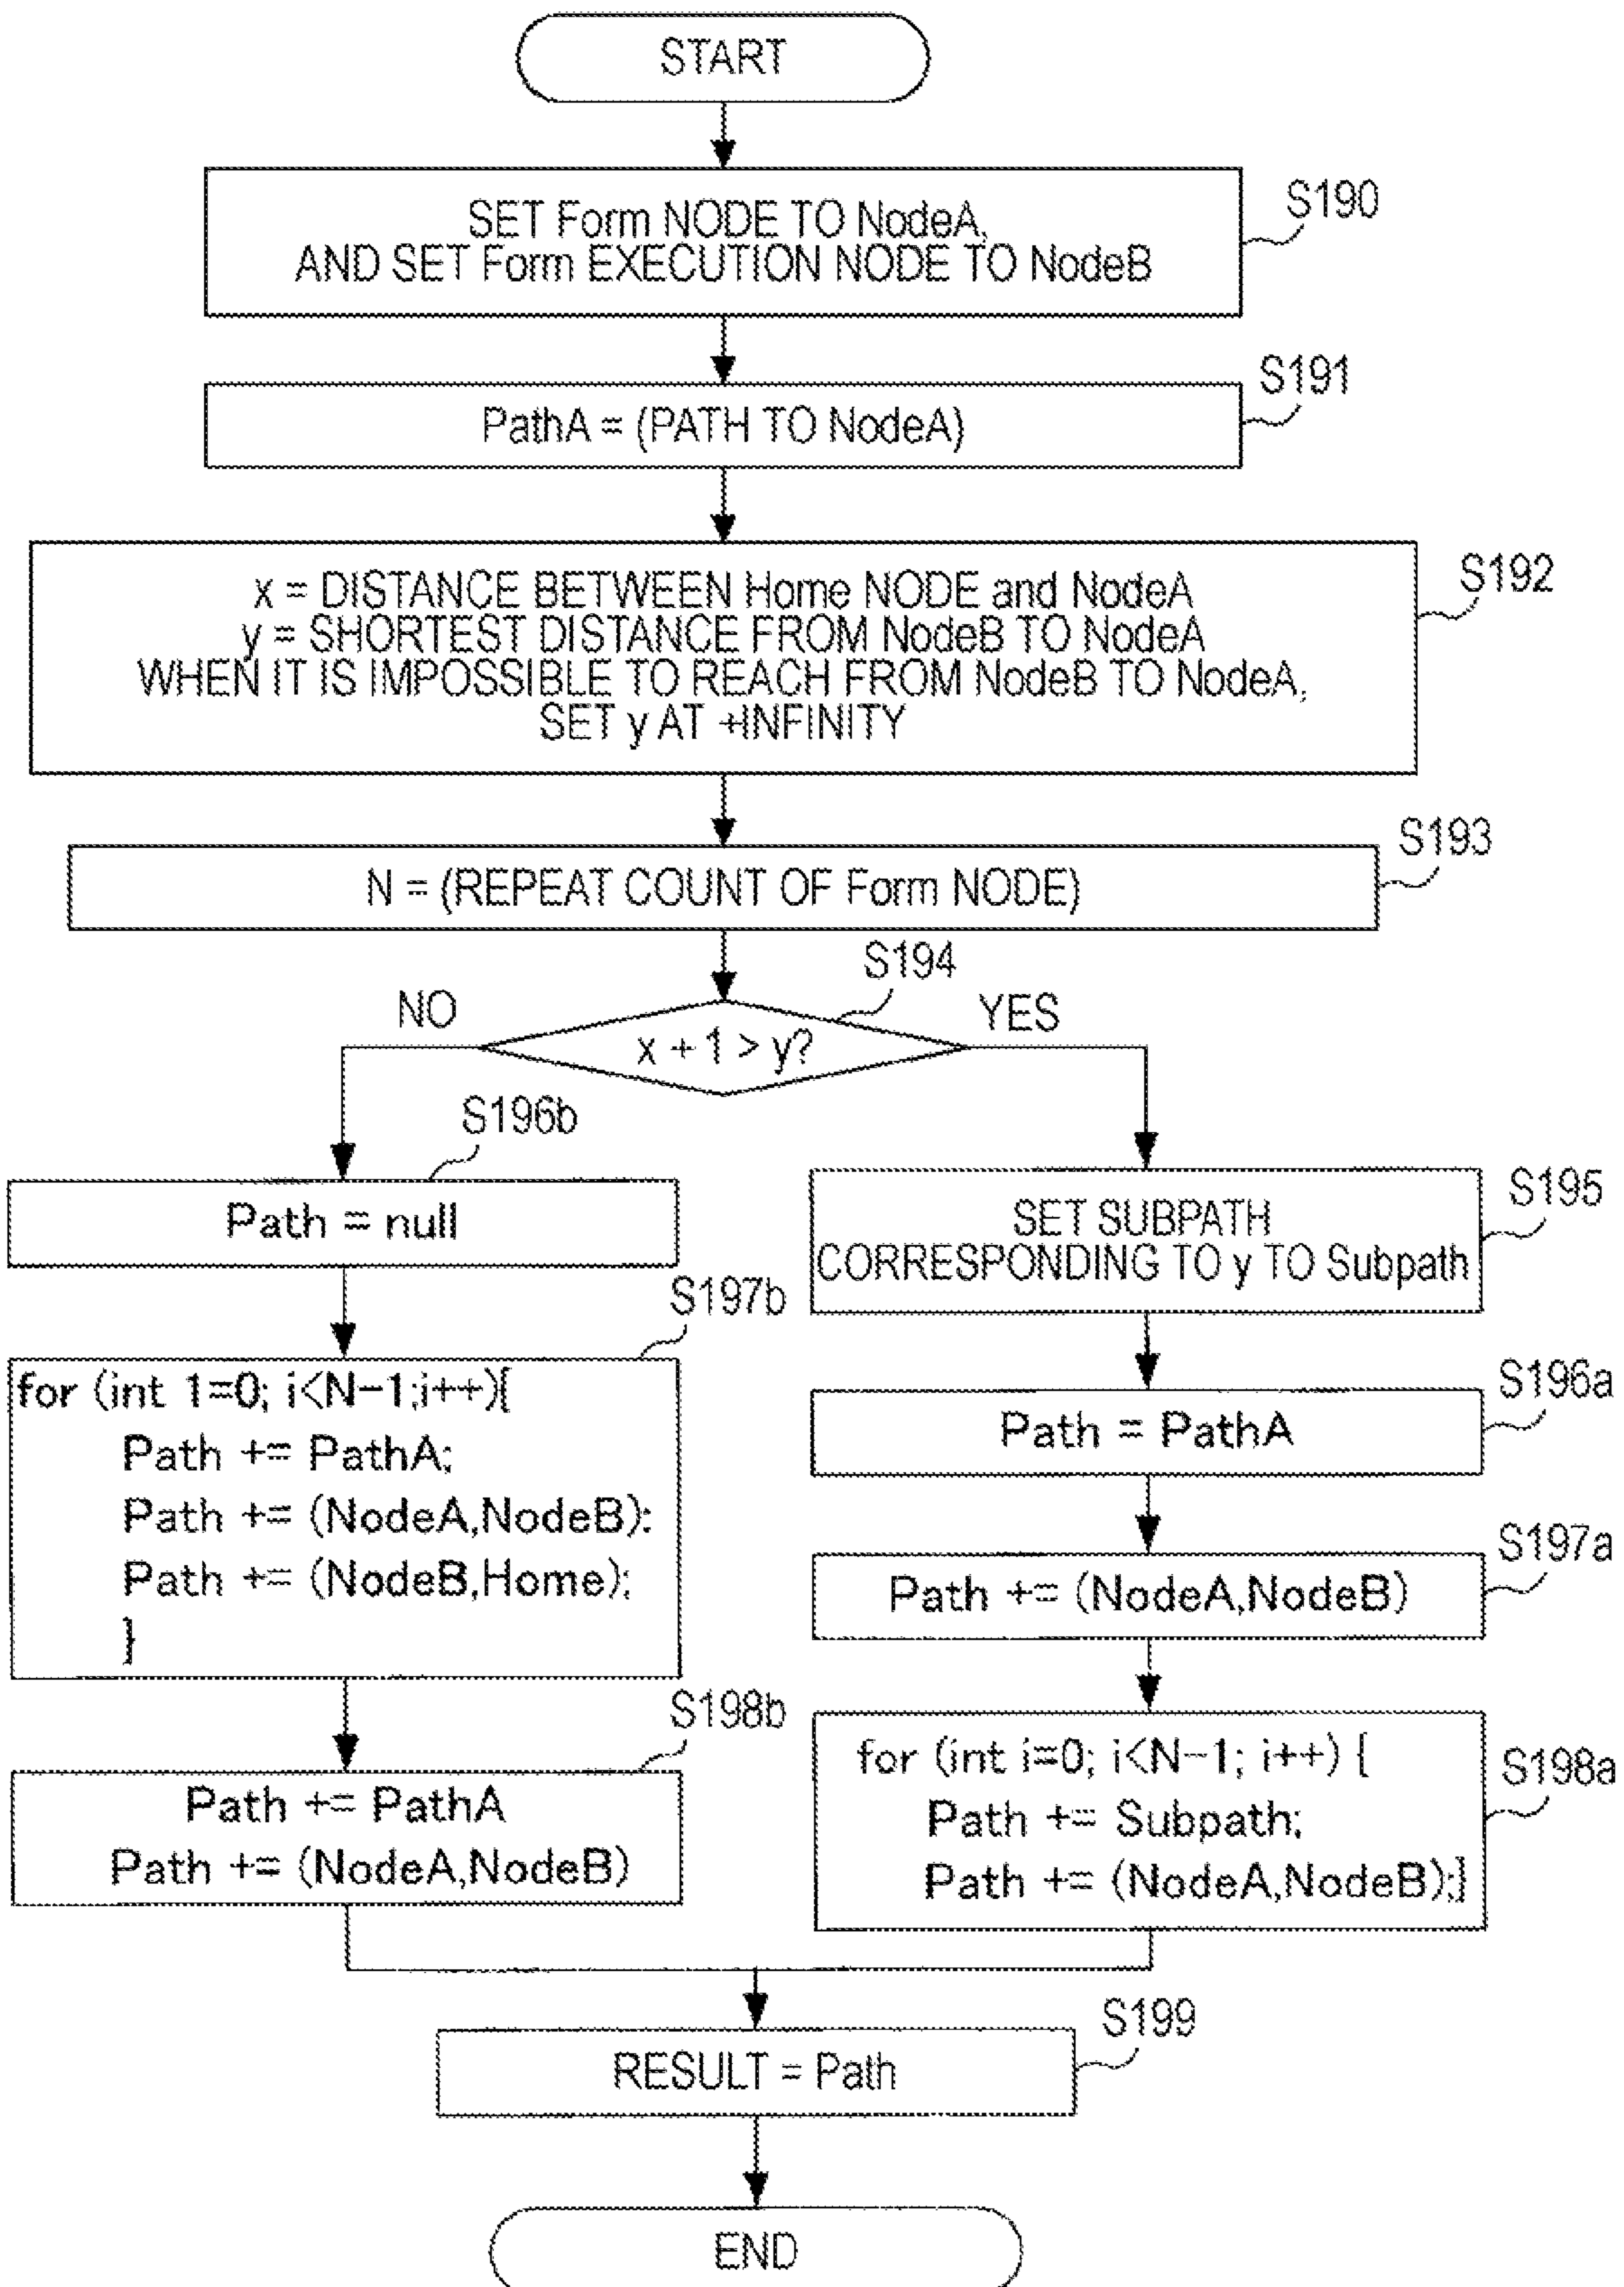 START
SET Form NODE TO NodeA,
AND SET Form EXECUTION NODE TO NodeB
S190
PathA = (PATH TO NodeA)
S191
x = DISTANCE BETWEEN Home NODE and NodeA
y = SHORTEST DISTANCE FROM NodeB TO NodeA
WHEN IT IS IMPOSSIBLE TO REACH FROM NodeB TO NodeA,
SET y AT +INFINITY
S192
N = (REPEAT COUNT OF Form NODE)
S193
x + 1 > y?
S194
NO
YES
Path = null
S196b
for (int 1=0; i<N-1;i++){
Path += PathA;
Path += (NodeA,NodeB):
Path += (NodeB,Home);
}
S197b
Path += PathA
Path += (NodeA,NodeB)
S198b
SET SUBPATH
CORRESPONDING TO y TO Subpath
S195
Path = PathA
S196a
Path += (NodeA,NodeB)
S197a
for (int i=0; i<N-1; i++) {
Path += Subpath;
Path += (NodeA,NodeB);}
S198a
RESULT = Path
S199
END